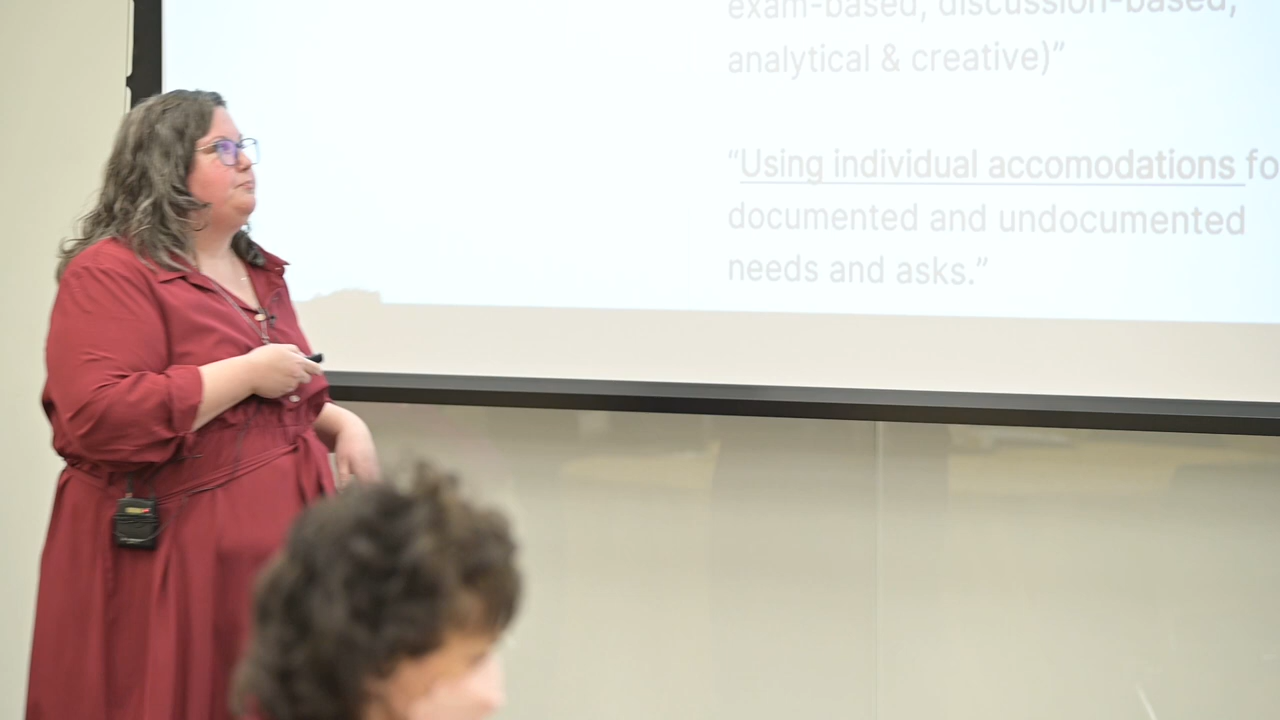 exam-based, discussion-based,
analytical & creative)”
“Using individual accomodations fo
documented and undocumented
needs and asks.”